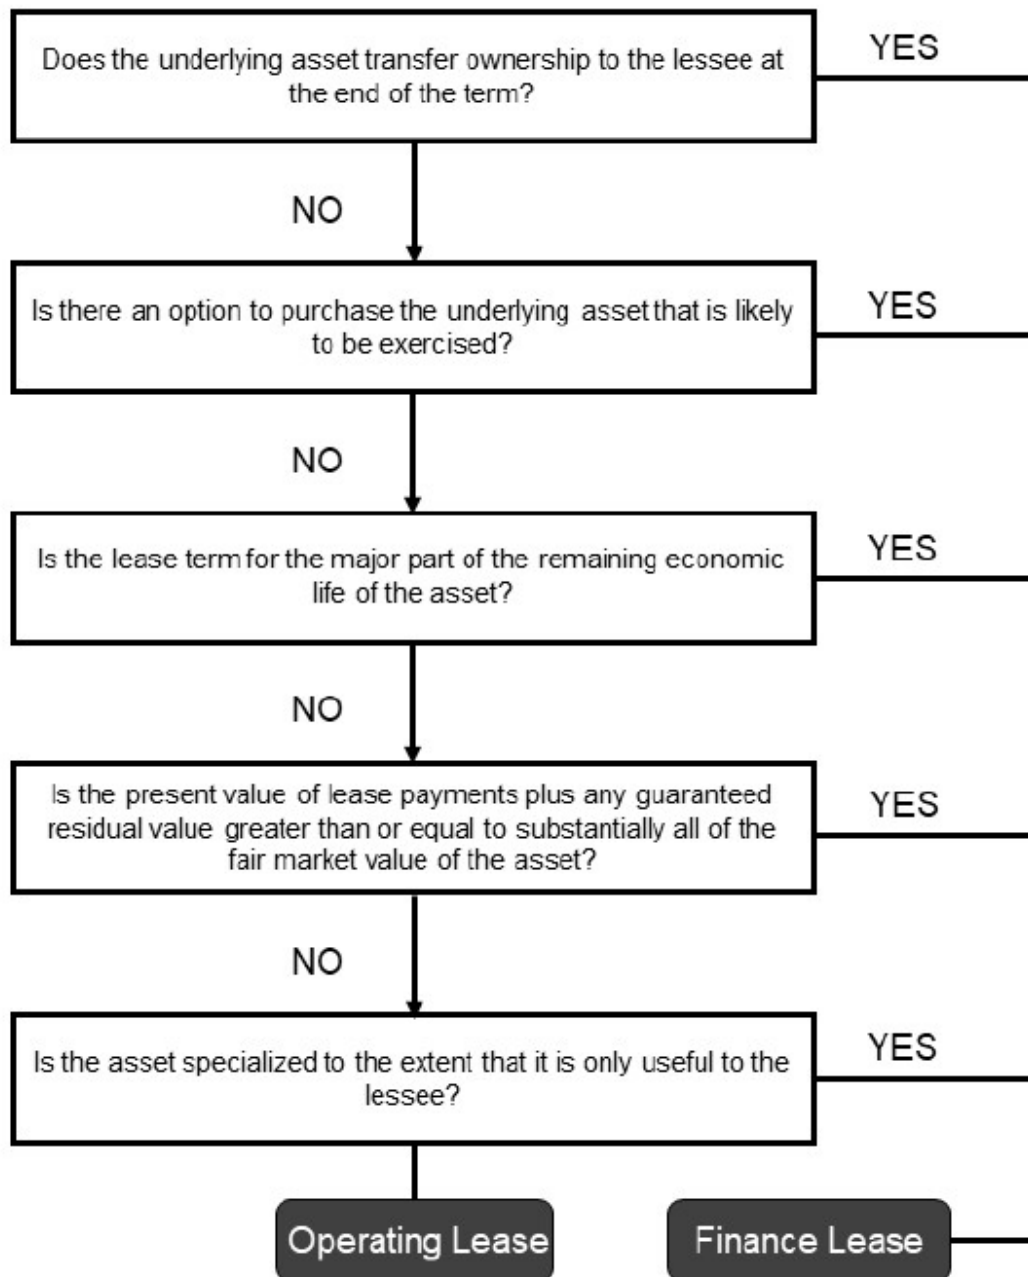 Does the underlying asset transfer ownership to the lessee at
the end of the term?
YES
NO
Is there an option to purchase the underlying asset that is likely
to be exercised?
YES
NO
Is the lease term for the major part of the remaining economic
life of the asset?
YES
NO
Is the present value of lease payments plus any guaranteed
residual value greater than or equal to substantially all of the
fair market value of the asset?
YES
NO
Is the asset specialized to the extent that it is only useful to the
lessee?
YES
Operating Lease
Finance Lease